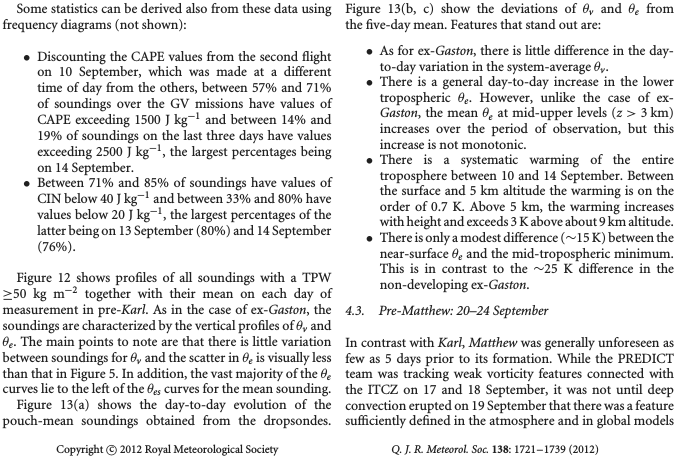 Some statistics can be derived also from these data using
frequency diagrams (not shown):
• Discounting the CAPE values from the second flight
on 10 September, which was made at a different
time of day from the others, between 57% and 71%
of soundings over the GV missions have values of
CAPE exceeding 1500 J kg⁻¹ and between 14% and
19% of soundings on the last three days have values
exceeding 2500 J kg⁻¹, the largest percentages being
on 14 September.
• Between 71% and 85% of soundings have values of
CIN below 40 J kg⁻¹ and between 33% and 80% have
values below 20 J kg⁻¹, the largest percentages of the
latter being on 13 September (80%) and 14 September
(76%).
Figure 12 shows profiles of all soundings with a TPW
≥50 kg m⁻² together with their mean on each day of
measurement in pre-Karl. As in the case of ex-Gaston, the
soundings are characterized by the vertical profiles of θᵥ and
θₑ. The main points to note are that there is little variation
between soundings for θᵥ and the scatter in θₑ is visually less
than that in Figure 5. In addition, the vast majority of the θₑ
curves lie to the left of the θₑₛ curves for the mean sounding.
Figure 13(a) shows the day-to-day evolution of the
pouch-mean soundings obtained from the dropsondes.
Figure 13(b, c) show the deviations of θᵥ and θₑ from
the five-day mean. Features that stand out are:
• As for ex-Gaston, there is little difference in the day-
to-day variation in the system-average θᵥ.
• There is a general day-to-day increase in the lower
tropospheric θₑ. However, unlike the case of ex-
Gaston, the mean θₑ at mid-upper levels (z > 3 km)
increases over the period of observation, but this
increase is not monotonic.
• There is a systematic warming of the entire
troposphere between 10 and 14 September. Between
the surface and 5 km altitude the warming is on the
order of 0.7 K. Above 5 km, the warming increases
with height and exceeds 3 K above about 9 km altitude.
• There is only a modest difference (∼15 K) between the
near-surface θₑ and the mid-tropospheric minimum.
This is in contrast to the ∼25 K difference in the
non-developing ex-Gaston.
4.3. Pre-Matthew: 20–24 September
In contrast with Karl, Matthew was generally unforeseen as
few as 5 days prior to its formation. While the PREDICT
team was tracking weak vorticity features connected with
the ITCZ on 17 and 18 September, it was not until deep
convection erupted on 19 September that there was a feature
sufficiently defined in the atmosphere and in global models
Copyright © 2012 Royal Meteorological Society
Q. J. R. Meteorol. Soc. 138: 1721–1739 (2012)